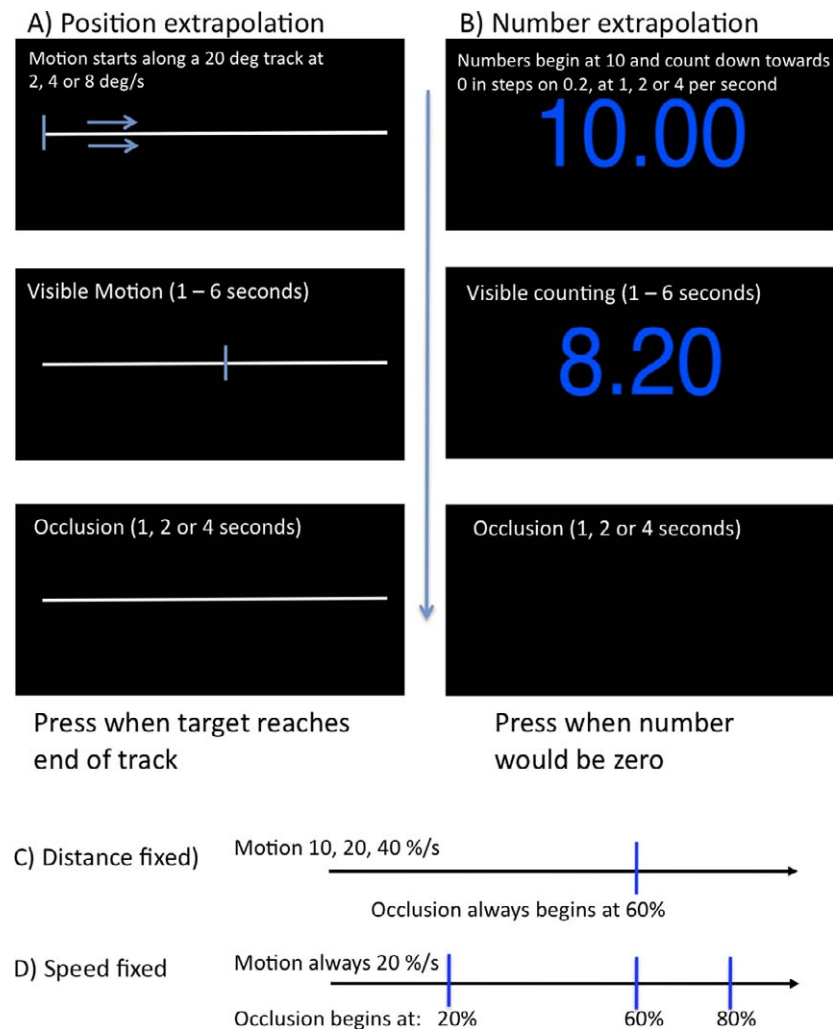 A) Position extrapolation
Motion starts along a 20 deg track at
2, 4 or 8 deg/s
Visible Motion (1 – 6 seconds)
Occlusion (1, 2 or 4 seconds)
Press when target reaches
end of track
B) Number extrapolation
Numbers begin at 10 and count down towards
0 in steps on 0.2, at 1, 2 or 4 per second
10.00
Visible counting (1 – 6 seconds)
8.20
Occlusion (1, 2 or 4 seconds)
Press when number
would be zero
C) Distance fixed)
Motion 10, 20, 40 %/s
Occlusion always begins at 60%
D) Speed fixed
Motion always 20 %/s
Occlusion begins at: 20% 60% 80%